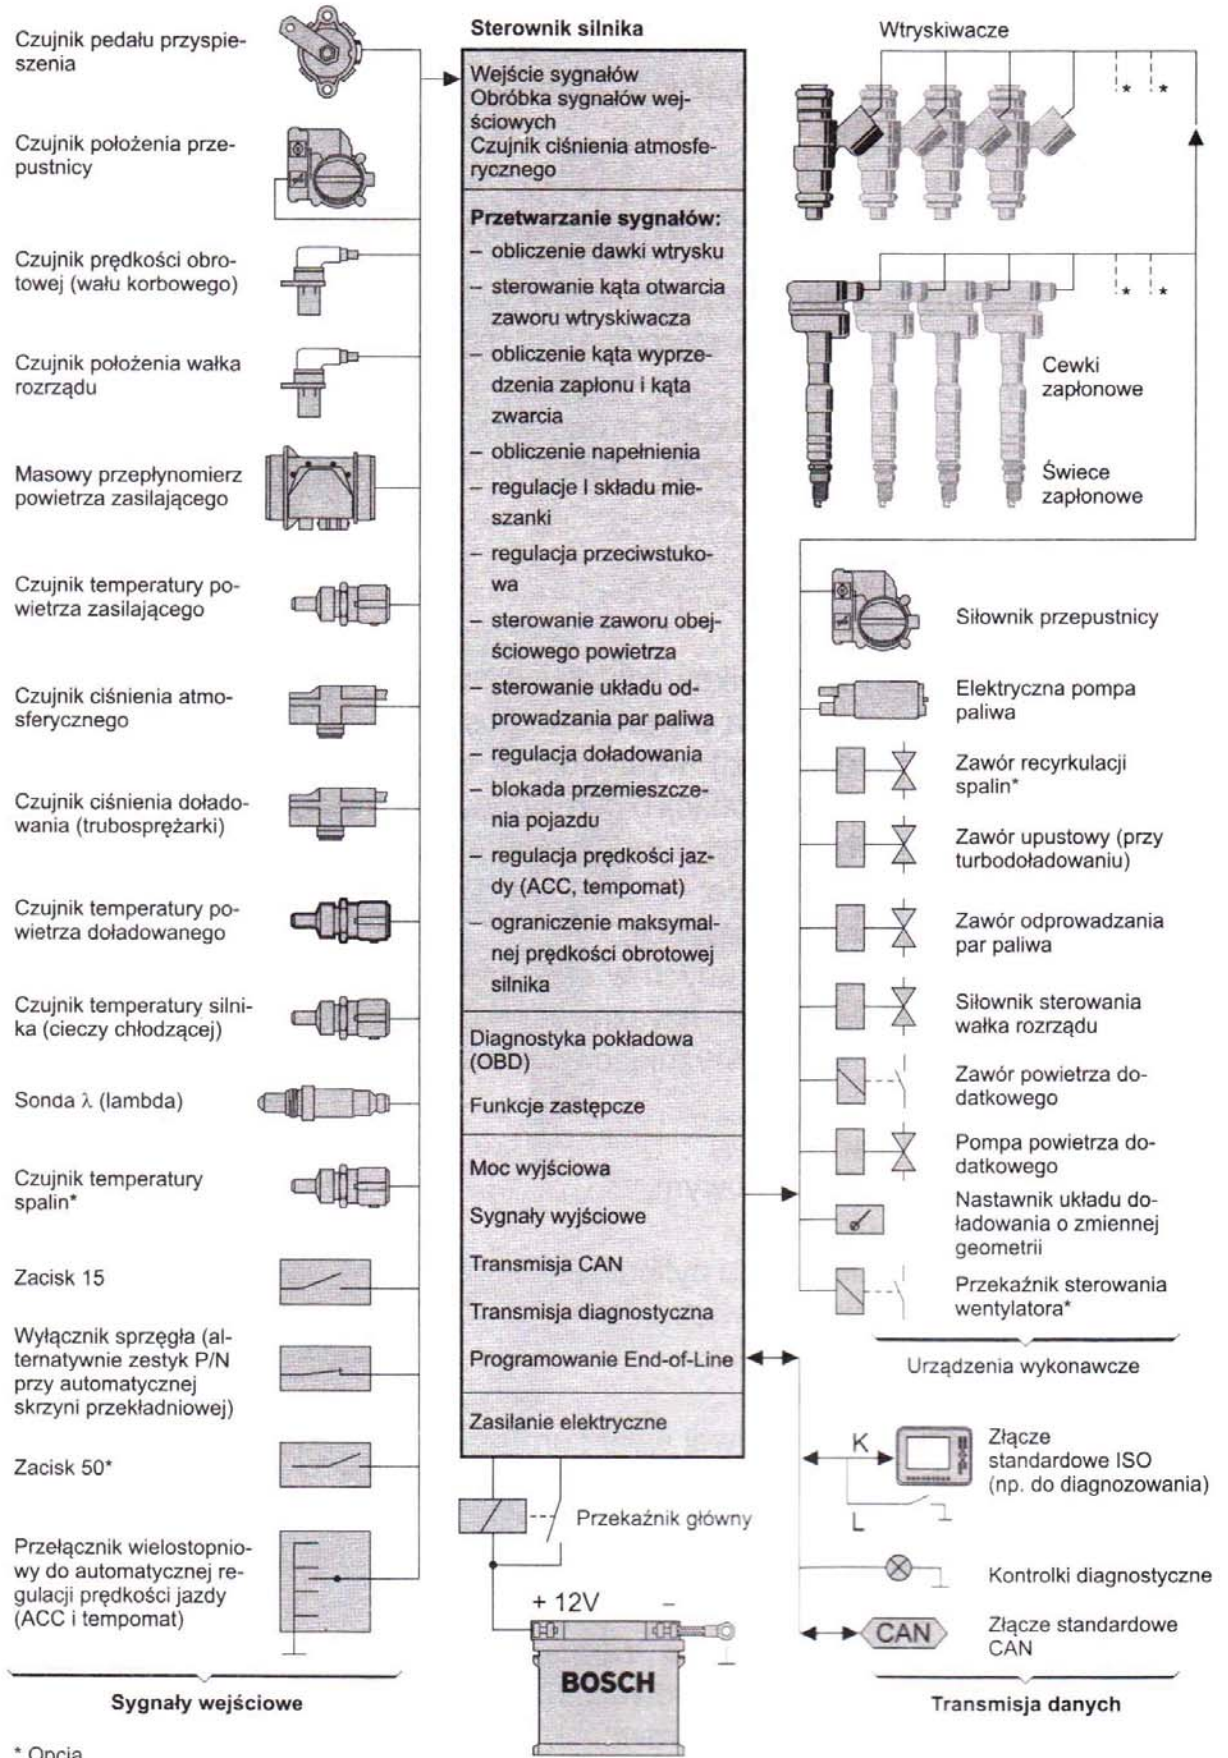 Czujnik pedału przyspie-
szenia
Czujnik położenia prze-
pustnicy
Czujnik prędkości obro-
towej (wału korbowego)
Czujnik położenia wałka
rozrządu
Masowy przepłynomierz
powietrza zasilającego
Czujnik temperatury po-
wietrza zasilającego
Czujnik ciśnienia atmo-
sferycznego
Czujnik ciśnienia dołado-
wania (trubosprężarki)
Czujnik temperatury po-
wietrza doładowanego
Czujnik temperatury silni-
ka (cieczy chłodzącej)
Sonda λ (lambda)
Czujnik temperatury
spalin*
Zacisk 15
Wyłącznik sprzęgła (al-
ternatywnie zestyk P/N
przy automatycznej
skrzyni przekładniowej)
Zacisk 50*
Przełącznik wielostopnio-
wy do automatycznej re-
gulacji prędkości jazdy
(ACC i tempomat)
Sygnały wejściowe
* Opcja
Sterownik silnika
Wejście sygnałów
Obróbka sygnałów wej-
ściowych
Czujnik ciśnienia atmosfe-
rycznego
Przetwarzanie sygnałów:
– obliczenie dawki wtrysku
– sterowanie kąta otwarcia
zaworu wtryskiwacza
– obliczenie kąta wyprze-
dzenia zapłonu i kąta
zwarcia
– obliczenie napełnienia
– regulacje I składu mie-
szanki
– regulacja przeciwstuko-
wa
– sterowanie zaworu obej-
ściowego powietrza
– sterowanie układu od-
prowadzania par paliwa
– regulacja doładowania
– blokada przemieszcze-
nia pojazdu
– regulacja prędkości jaz-
dy (ACC, tempomat)
– ograniczenie maksymal-
nej prędkości obrotowej
silnika
Diagnostyka pokładowa
(OBD)
Funkcje zastępcze
Moc wyjściowa
Sygnały wyjściowe
Transmisja CAN
Transmisja diagnostyczna
Programowanie End-of-Line
Zasilanie elektryczne
Przekaźnik główny
+ 12V –
BOSCH
Wtryskiwacze
* *
* *
Cewki
zapłonowe
Świece
zapłonowe
Siłownik przepustnicy
Elektryczna pompa
paliwa
Zawór recyrkulacji
spalin*
Zawór upustowy (przy
turbodoładowaniu)
Zawór odprowadzania
par paliwa
Siłownik sterowania
wałka rozrządu
Zawór powietrza do-
datkowego
Pompa powietrza do-
datkowego
Nastawnik układu do-
ładowania o zmiennej
geometrii
Przekaźnik sterowania
wentylatora*
Urządzenia wykonawcze
K
L
Złącze
standardowe ISO
(np. do diagnozowania)
Kontrolki diagnostyczne
CAN
Złącze standardowe
CAN
Transmisja danych